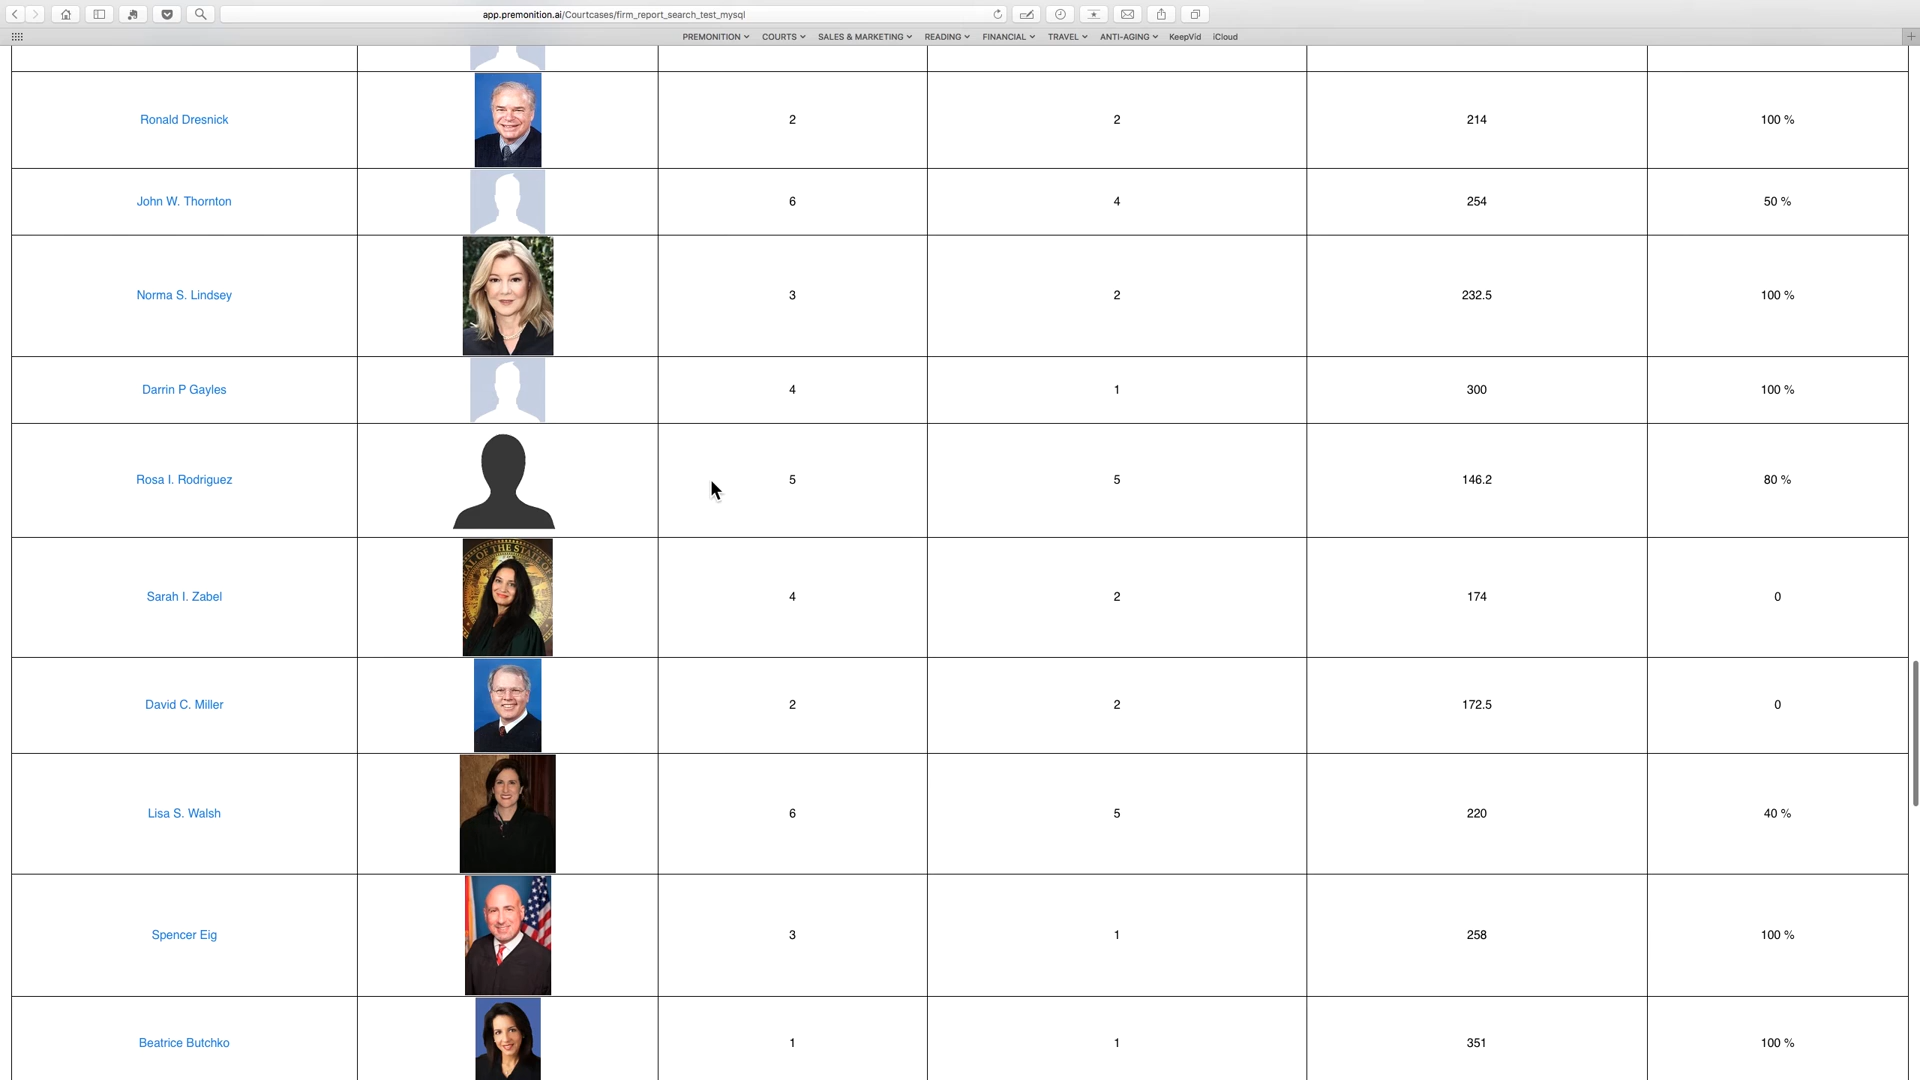 app.premonition.ai/Courtcases/firm_report_search_test_mysql
PREMONITION COURTS SALES & MARKETING READING FINANCIAL TRAVEL ANTI-AGING KeepVid iCloud
Ronald Dresnick 2 2 214 100 %
John W. Thornton 6 4 254 50 %
Norma S. Lindsey 3 2 232.5 100 %
Darrin P Gayles 4 1 300 100 %
Rosa I. Rodriguez 5 5 146.2 80 %
OF THE STATE OF
Sarah I. Zabel 4 2 174 0
David C. Miller 2 2 172.5 0
Lisa S. Walsh 6 5 220 40 %
Spencer Eig 3 1 258 100 %
Beatrice Butchko 1 1 351 100 %